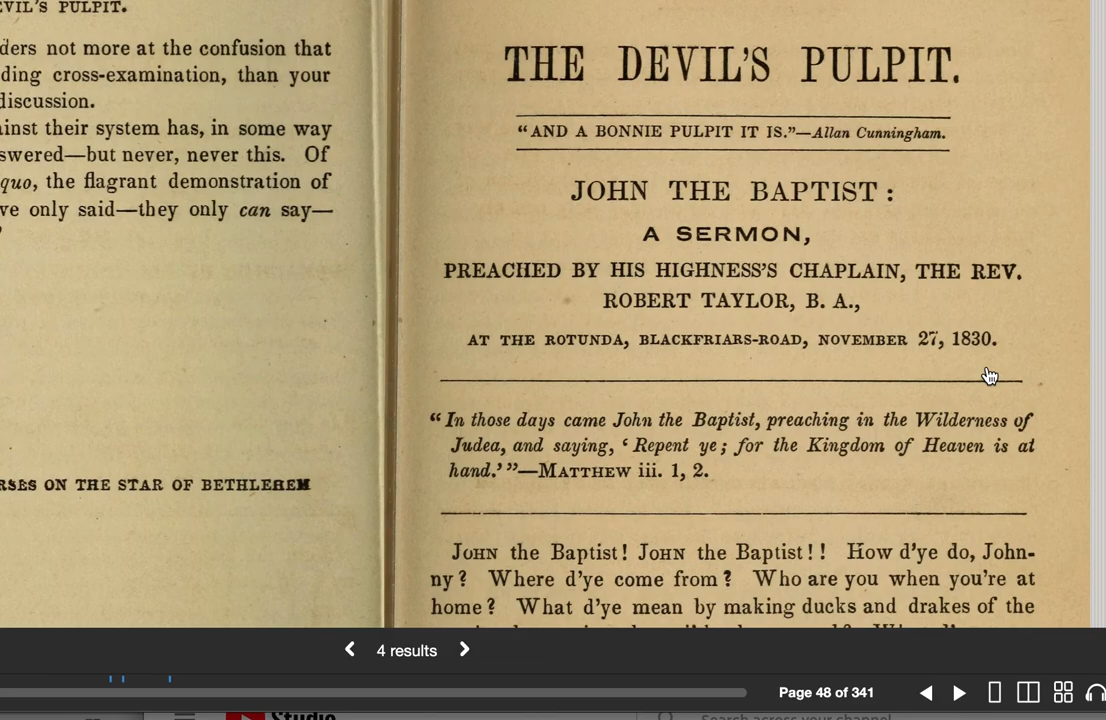 EVIL'S PULPIT.
ders not more at the confusion that
ding cross-examination, than your
discussion.
ainst their system has, in some way
swered—but never, never this. Of
quo, the flagrant demonstration of
ve only said—they only can say—
RSES ON THE STAR OF BETHLEHEM
THE DEVIL'S PULPIT.
“AND A BONNIE PULPIT IT IS.”—Allan Cunningham.
JOHN THE BAPTIST:
A SERMON,
PREACHED BY HIS HIGHNESS'S CHAPLAIN, THE REV.
ROBERT TAYLOR, B. A.,
AT THE ROTUNDA, BLACKFRIARS-ROAD, NOVEMBER 27, 1830.
“In those days came John the Baptist, preaching in the Wilderness of
Judea, and saying, ‘Repent ye; for the Kingdom of Heaven is at
hand.’”—MATTHEW iii. 1, 2.
JOHN the Baptist! JOHN the Baptist!! How d'ye do, John-
ny? Where d'ye come from? Who are you when you're at
home? What d'ye mean by making ducks and drakes of the
4 results
Page 48 of 341
Studio
Search across your channel